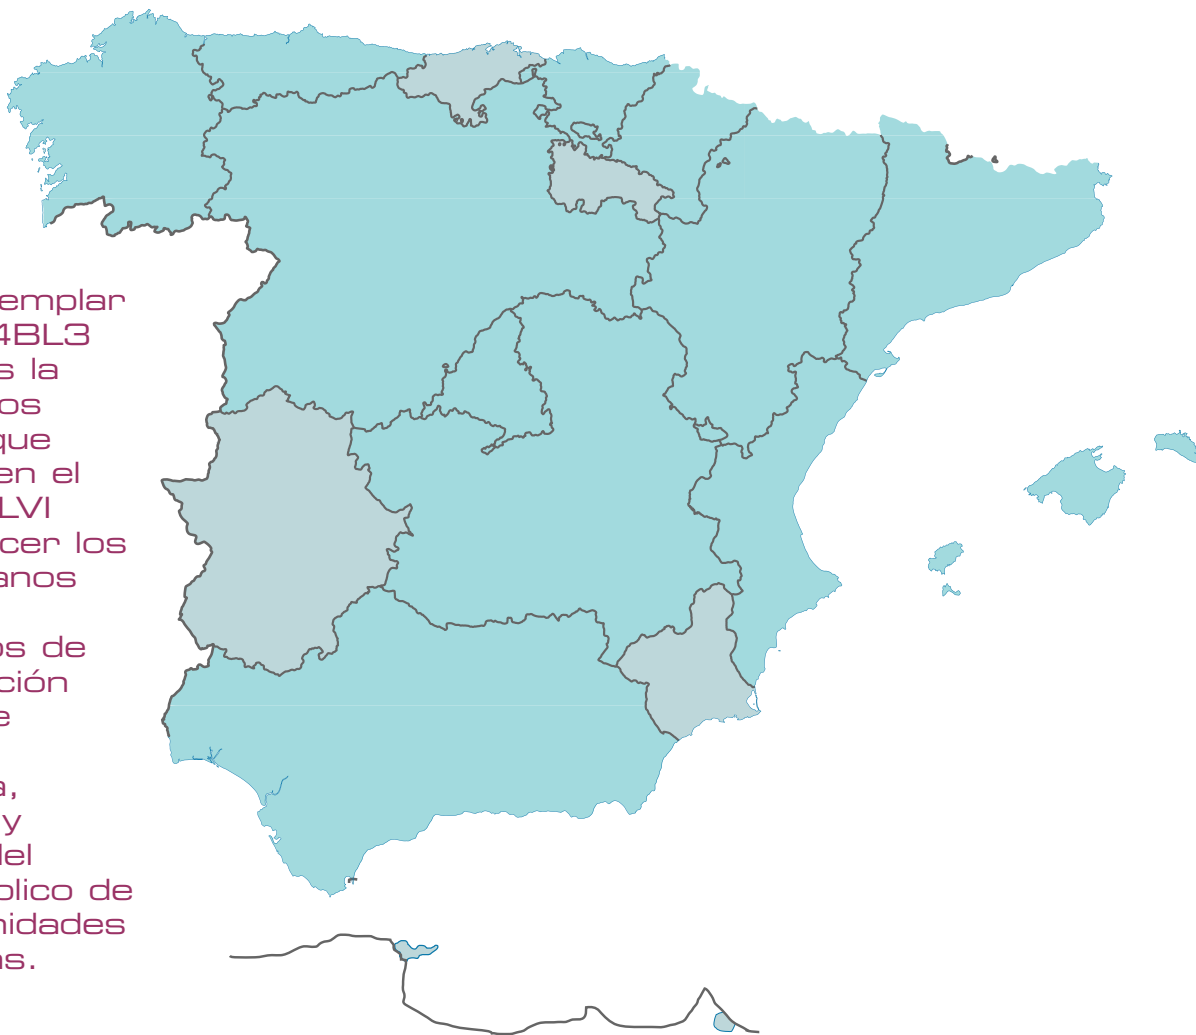 emplar
4BL3
s la
os
que
en el
LVI
cer los
anos
os de
ción
e
a,
y
del
blico de
nidades
as.